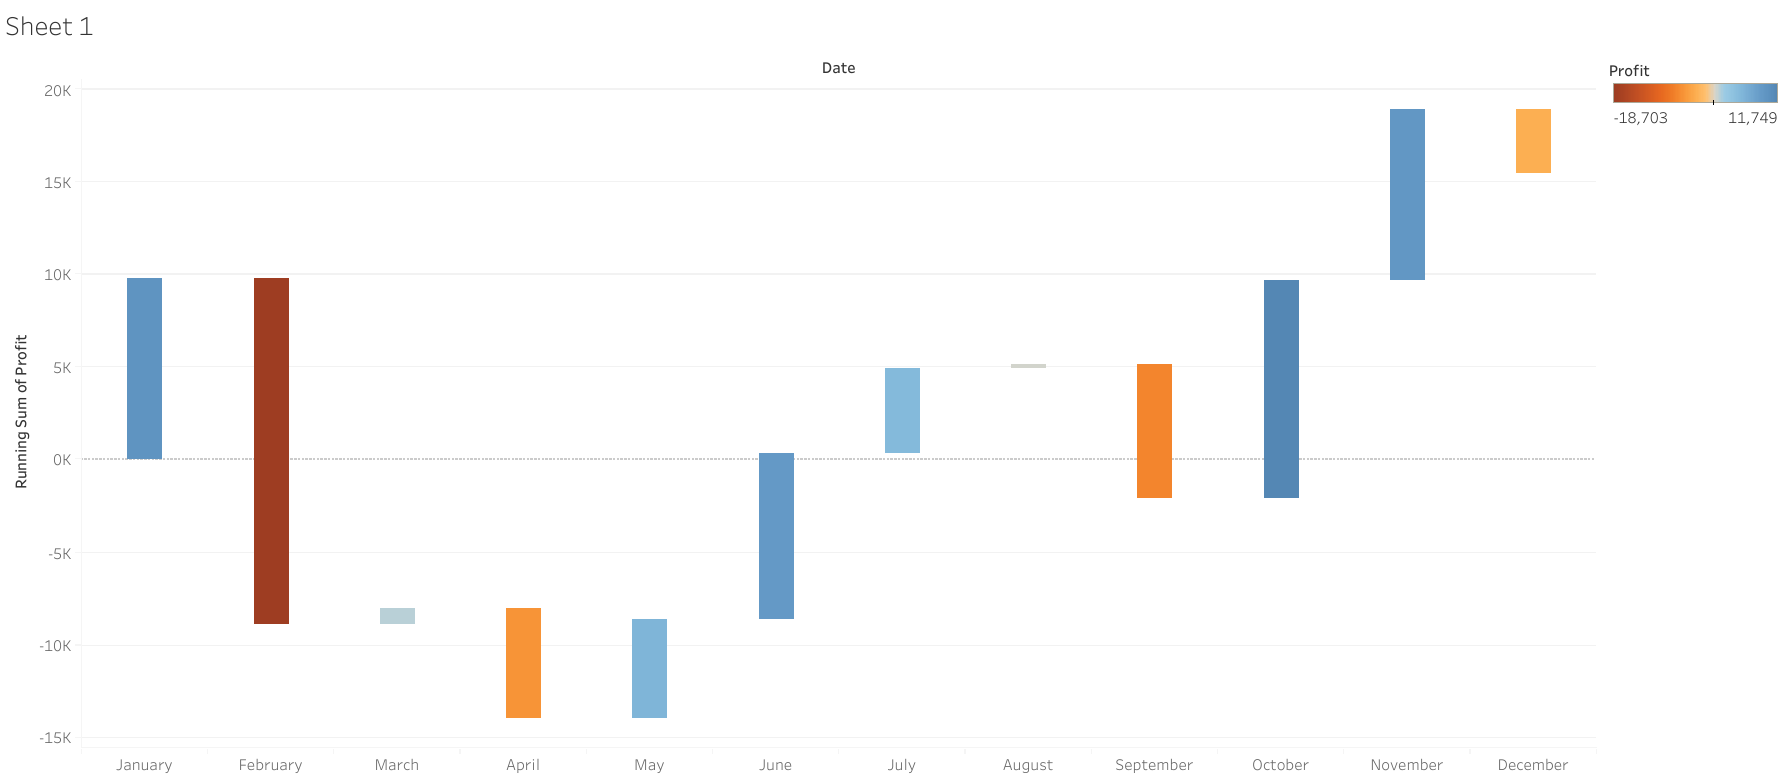 Sheet 1
Date
Running Sum of Profit
20K
15K
10K
5K
0K
-5K
-10K
-15K
January February March April May June July August September October November December
Profit
-18,703 11,749